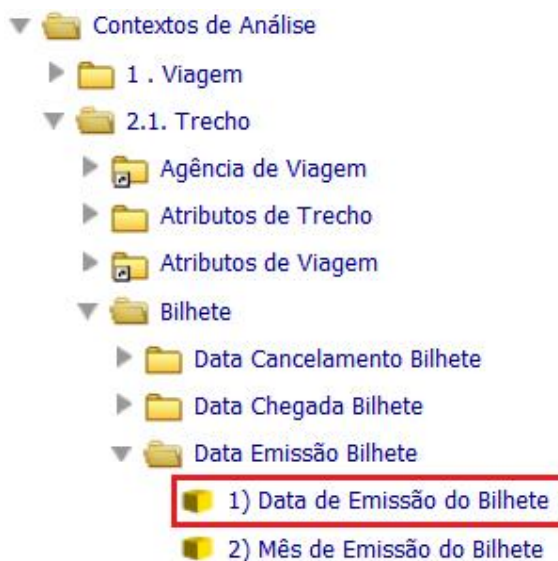 Contextos de Análise
1 . Viagem
2.1. Trecho
Agência de Viagem
Atributos de Trecho
Atributos de Viagem
Bilhete
Data Cancelamento Bilhete
Data Chegada Bilhete
Data Emissão Bilhete
1) Data de Emissão do Bilhete
2) Mês de Emissão do Bilhete